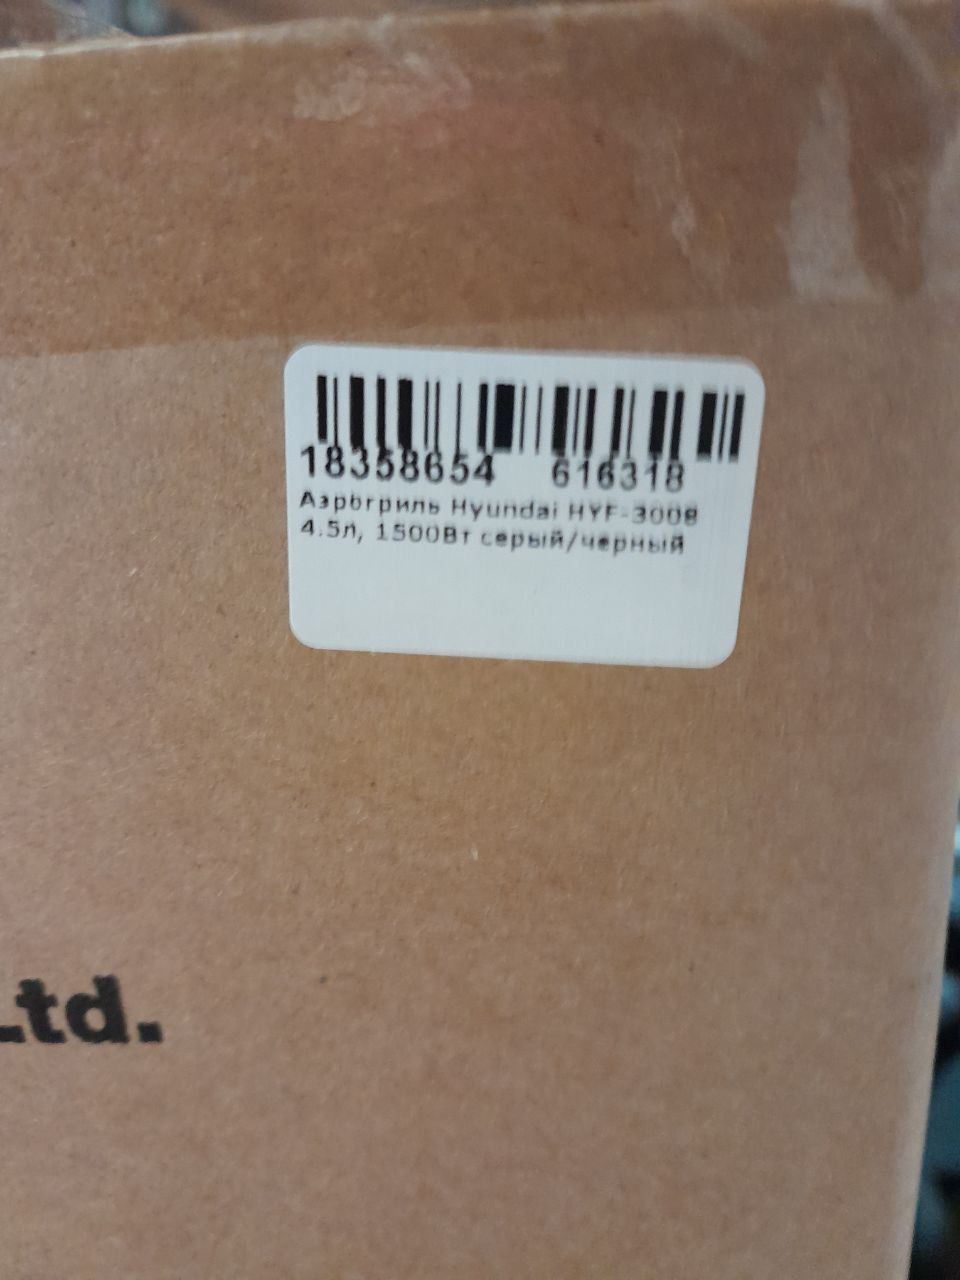 18358654 616318
Аэрогриль Hyundai HYF-3008
4.5л, 1500Вт серый/черный
Ltd.